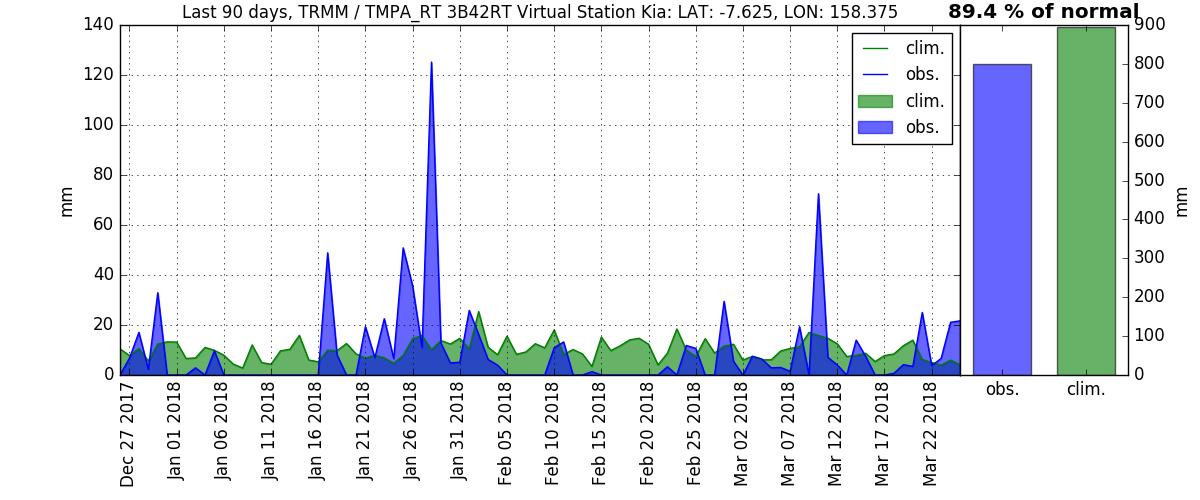 Last 90 days, TRMM / TMPA_RT 3B42RT Virtual Station Kia: LAT: -7.625, LON: 158.375
89.4 % of normal
mm
140
120
100
80
60
40
20
0
clim.
obs.
clim.
obs.
Dec 27 2017
Jan 01 2018
Jan 06 2018
Jan 11 2018
Jan 16 2018
Jan 21 2018
Jan 26 2018
Jan 31 2018
Feb 05 2018
Feb 10 2018
Feb 15 2018
Feb 20 2018
Feb 25 2018
Mar 02 2018
Mar 07 2018
Mar 12 2018
Mar 17 2018
Mar 22 2018
900
800
700
600
500
400
300
200
100
0
mm
obs.
clim.